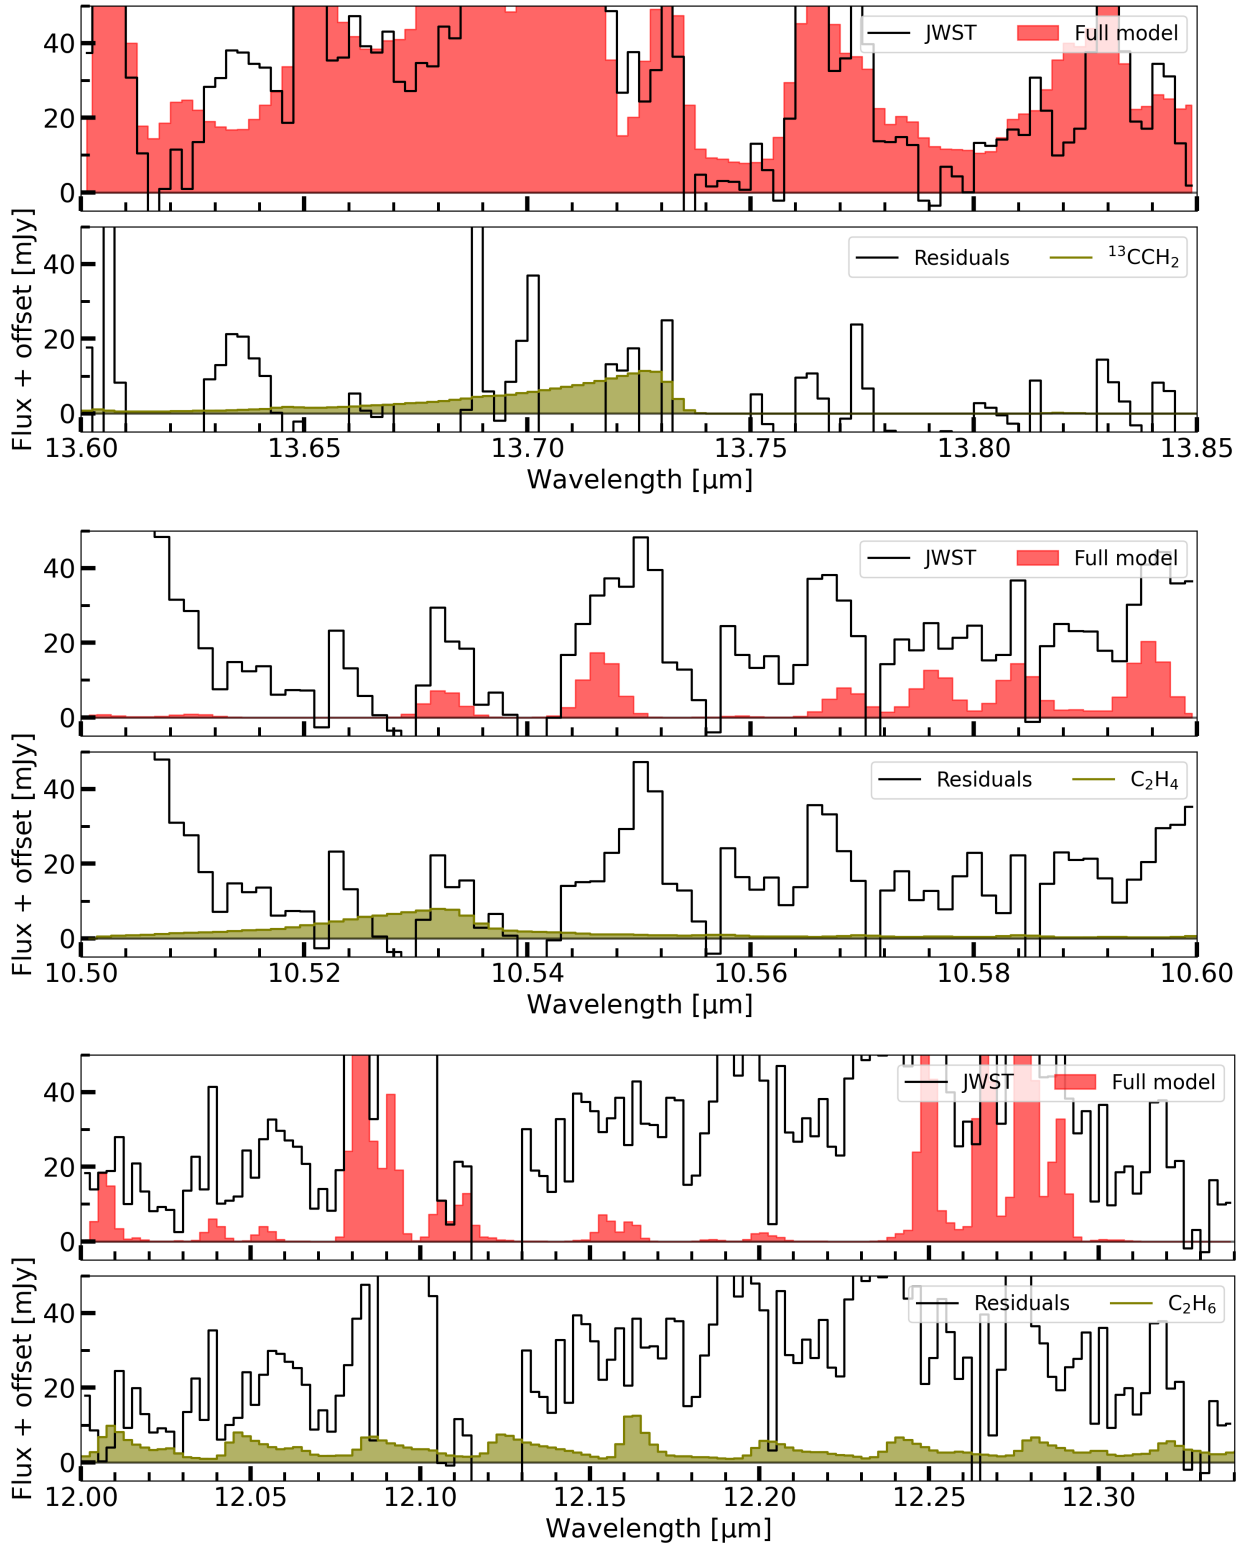 JWST Full model
40
20
0
Residuals ¹³CCH₂
40
20
0
13.60 13.65 13.70 13.75 13.80 13.85
Wavelength [μm]
Flux + offset [mJy]
JWST Full model
40
20
0
Residuals C₂H₄
40
20
0
10.50 10.52 10.54 10.56 10.58 10.60
Wavelength [μm]
Flux + offset [mJy]
JWST Full model
40
20
0
Residuals C₂H₆
40
20
0
12.00 12.05 12.10 12.15 12.20 12.25 12.30
Wavelength [μm]
Flux + offset [mJy]